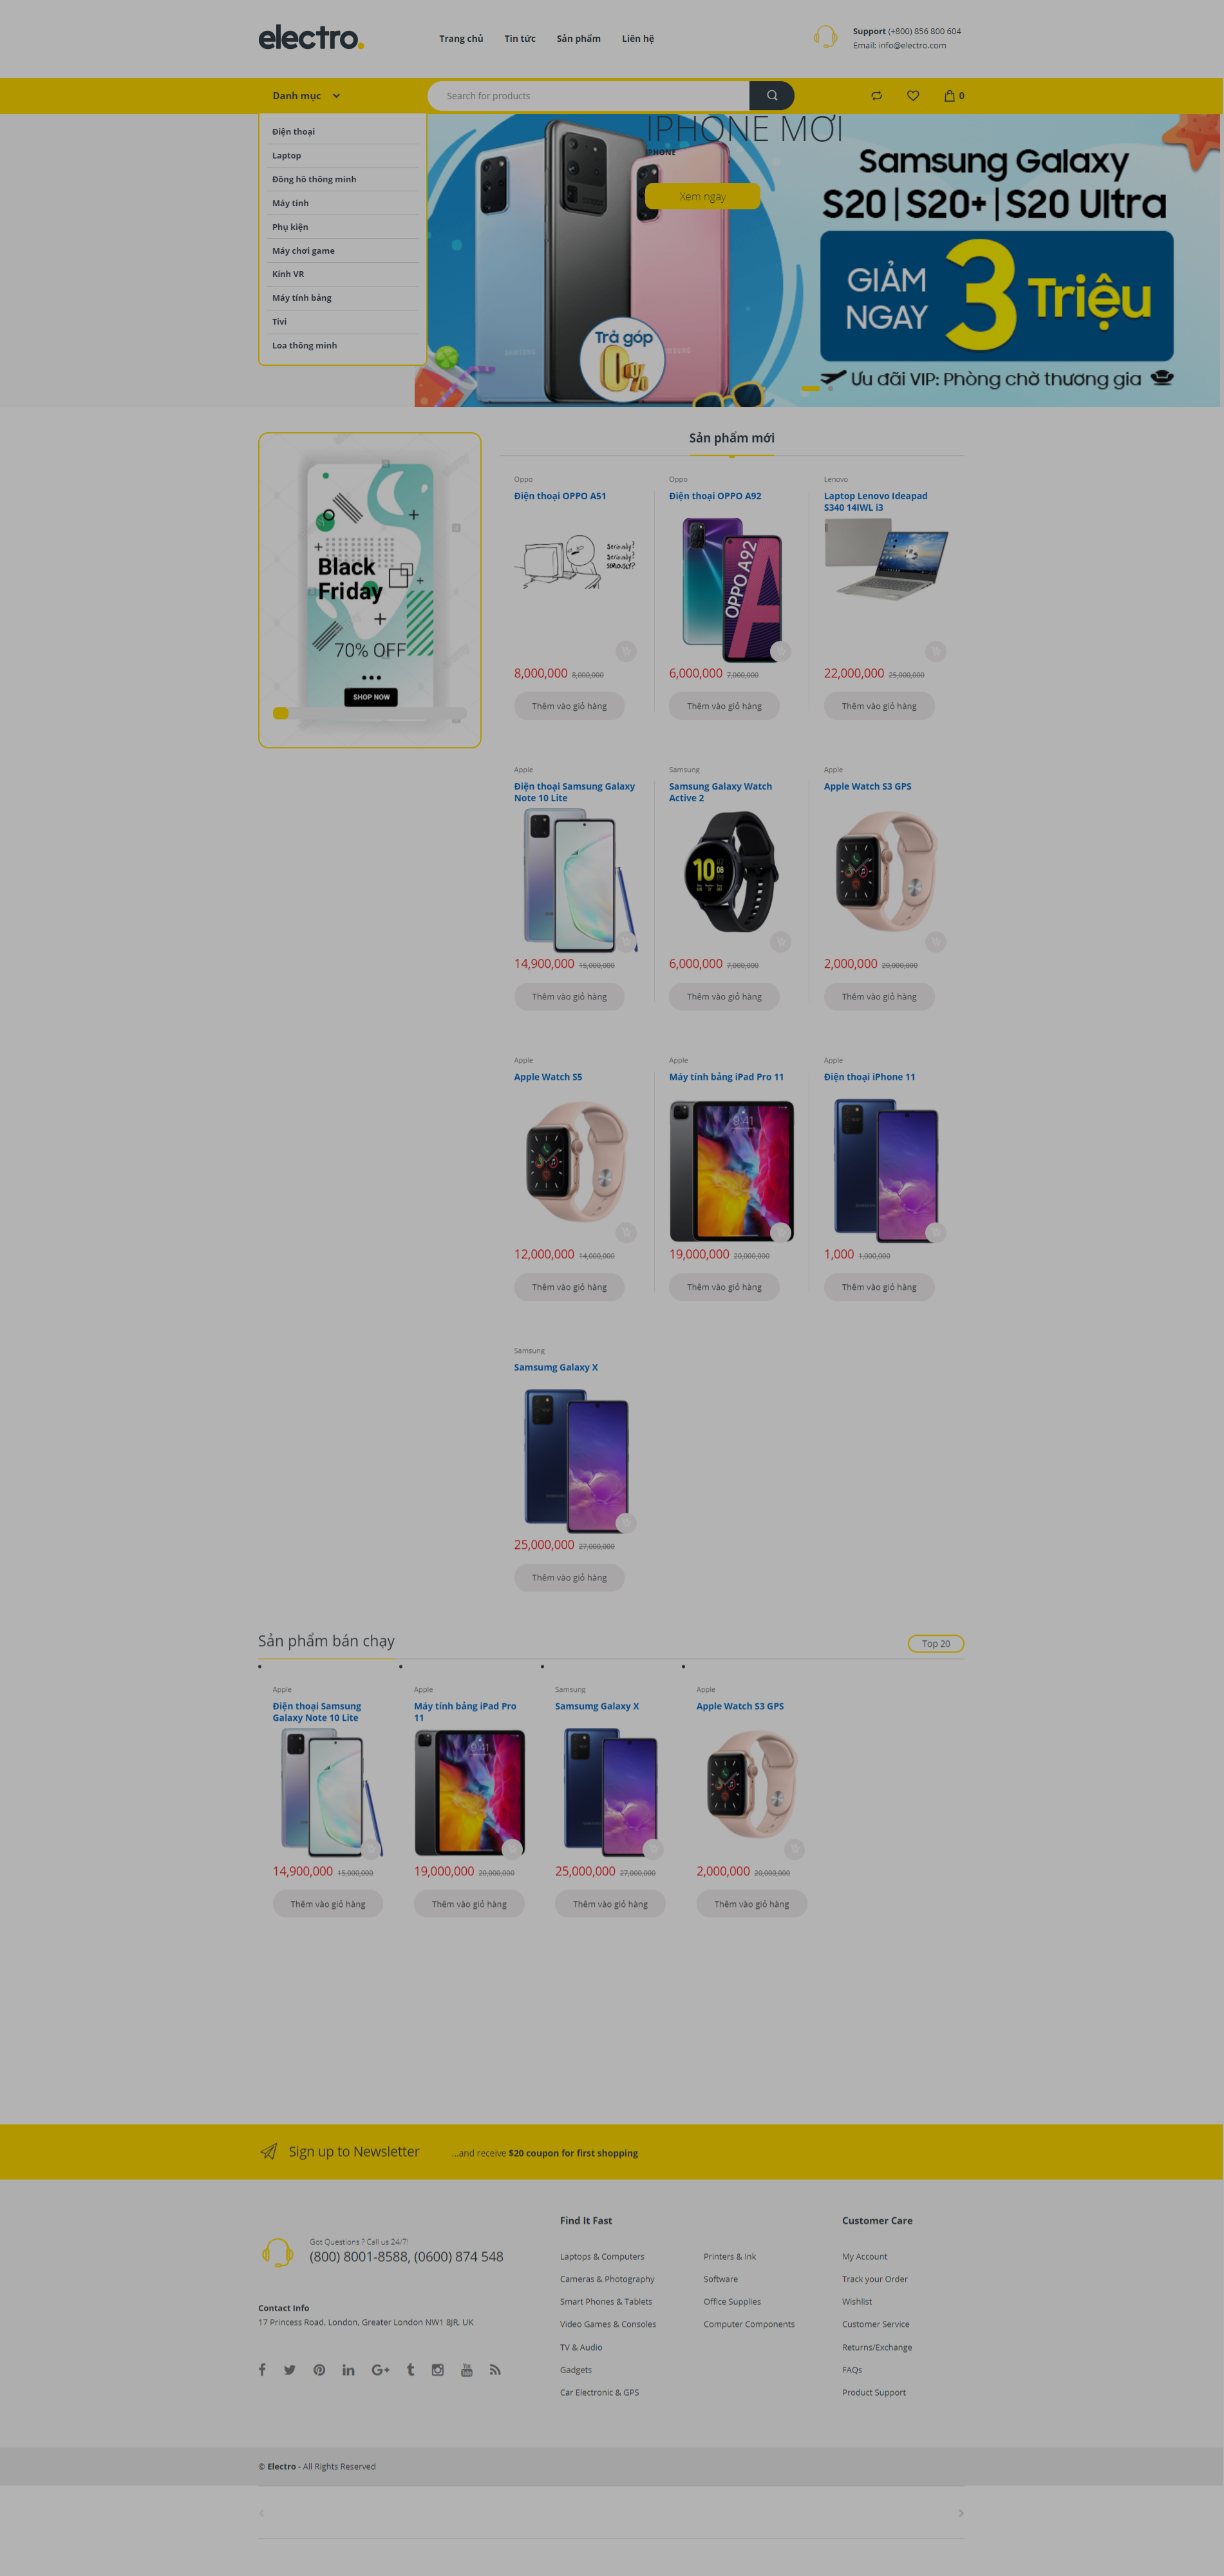 electro.
Trang chủ
Tin tức
Sản phẩm
Liên hệ
Support (+800) 856 800 604
Email: info@electro.com
Danh mục
Search for products
0
Điện thoại
Laptop
Đồng hồ thông minh
Máy tính
Phụ kiện
Máy chơi game
Kính VR
Máy tính bảng
Tivi
Loa thông minh
IPHONE MỚI
IPHONE
Xem ngay
SAMSUNG
SAMSUNG
Trả góp
0%
Samsung Galaxy
S20 | S20+ | S20 Ultra
GIẢM
NGAY
3 Triệu
Ưu đãi VIP: Phòng chờ thương gia
Black
Friday
70% OFF
SHOP NOW
Sản phẩm mới
Oppo
Điện thoại OPPO A51
Seriously?
Seriously?
SERIOUSLY?
8,000,000 8,000,000
Thêm vào giỏ hàng
Oppo
Điện thoại OPPO A92
OPPO A92
6,000,000 7,000,000
Thêm vào giỏ hàng
Lenovo
Laptop Lenovo Ideapad
S340 14IWL i3
22,000,000 25,000,000
Thêm vào giỏ hàng
Apple
Điện thoại Samsung Galaxy
Note 10 Lite
14,900,000 15,000,000
Thêm vào giỏ hàng
Samsung
Samsung Galaxy Watch
Active 2
10 08
6,000,000 7,000,000
Thêm vào giỏ hàng
Apple
Apple Watch S3 GPS
2,000,000 20,000,000
Thêm vào giỏ hàng
Apple
Apple Watch S5
12,000,000 14,000,000
Thêm vào giỏ hàng
Apple
Máy tính bảng iPad Pro 11
9:41
19,000,000 20,000,000
Thêm vào giỏ hàng
Apple
Điện thoại iPhone 11
1,000 1,000,000
Thêm vào giỏ hàng
Samsung
Samsumg Galaxy X
25,000,000 27,000,000
Thêm vào giỏ hàng
Sản phẩm bán chạy
Top 20
Apple
Điện thoại Samsung
Galaxy Note 10 Lite
14,900,000 15,000,000
Thêm vào giỏ hàng
Apple
Máy tính bảng iPad Pro
11
9:41
19,000,000 20,000,000
Thêm vào giỏ hàng
Samsung
Samsumg Galaxy X
25,000,000 27,000,000
Thêm vào giỏ hàng
Apple
Apple Watch S3 GPS
2,000,000 20,000,000
Thêm vào giỏ hàng
Sign up to Newsletter
...and receive $20 coupon for first shopping
Got Questions ? Call us 24/7!
(800) 8001-8588, (0600) 874 548
Contact Info
17 Princess Road, London, Greater London NW1 8JR, UK
Find It Fast
Laptops & Computers
Cameras & Photography
Smart Phones & Tablets
Video Games & Consoles
TV & Audio
Gadgets
Car Electronic & GPS
Printers & Ink
Software
Office Supplies
Computer Components
Customer Care
My Account
Track your Order
Wishlist
Customer Service
Returns/Exchange
FAQs
Product Support
© Electro - All Rights Reserved